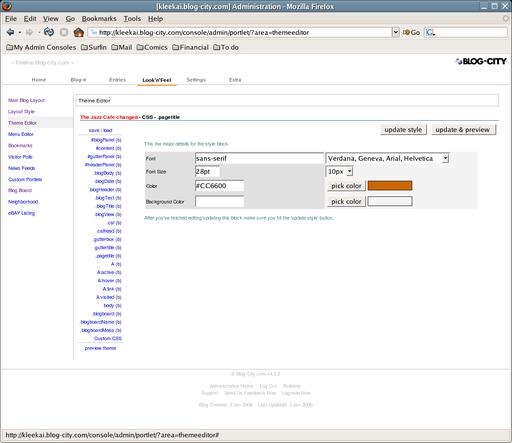 [kleekai.blog-city.com] Administration - Mozilla Firefox
File Edit View Go Bookmarks Tools Help
http://kleekai.blog-city.com/console/admin/portlet/?area=themeeditor Go
My Admin Consoles Surfin Mail Comics Financial To do
~ kleekai.blog-city.com ~ BLOG-CITY
Home Blog-it Entries Look'n'Feel Settings Extra
Main Blog Layout
Layout Style
Theme Editor
Menu Editor
Bookmarks
Visitor Polls
News Feeds
Custom Portlets
Blog Board
Neighborhood
eBAY Listing
Theme Editor
The Jazz Cafe changed - CSS - .pagetitle
save / load
#blogPanel (b)
#content (b)
#gutterPanel (b)
#headerPanel (b)
.blogBody (b)
.blogDate (b)
.blogHeader (b)
.blogText (b)
.blogTitle (b)
.blogView (b)
.cal (b)
.calhead (b)
.gutterbox (b)
.guttertitle (b)
.pagetitle (b)
A (b)
A:active (b)
A:hover (b)
A:link (b)
A:visited (b)
body (b)
.blogboard (b)
.blogboardName (b)
.blogboardMess (b)
Custom CSS
preview theme
update style update & preview
This the major details for the style block.
Font sans-serif Verdana, Geneva, Arial, Helvetica
Font Size 28pt 10px
Color #CC6600 pick color
Background Color pick color
After you've finished editing/updating this block make sure you hit the 'update style' button.
© Blog-City.com
Administration Home Log Out Bulletins
Support Send Us Feedback Now Upgrade Now
Blog Created: 3 Jan 2005 Last Updated: 3 Jan 2005
http://kleekai.blog-city.com/console/admin/portlet/?area=themeeditor#